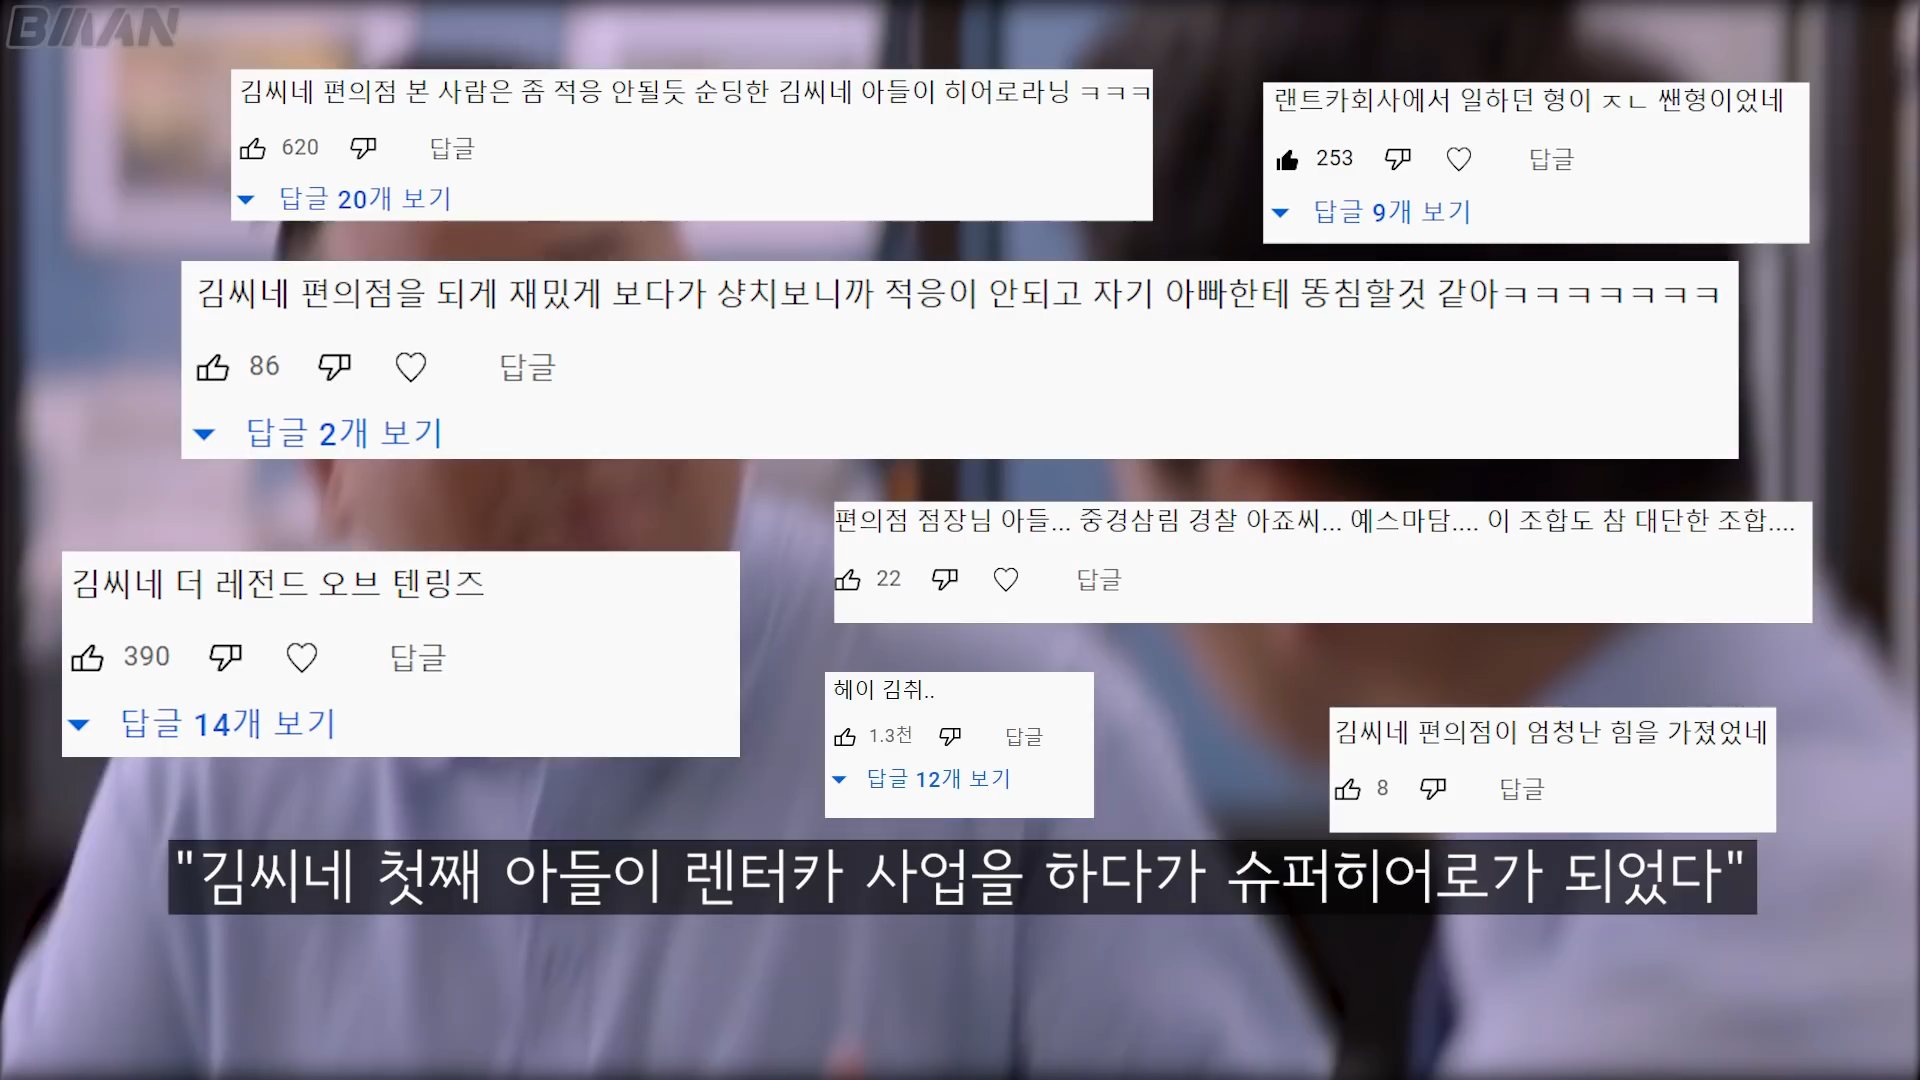 BMAN
김씨네 편의점 본 사람은 좀 적응 안될듯 순딩한 김씨네 아들이 히어로라닝 ㅋㅋㅋ
620 답글
답글 20개 보기
랜트카회사에서 일하던 형이 ㅈㄴ 쌘형이었네
253 답글
답글 9개 보기
김씨네 편의점을 되게 재밌게 보다가 샹치보니까 적응이 안되고 자기 아빠한테 똥침할것 같아ㅋㅋㅋㅋㅋㅋㅋ
86 답글
답글 2개 보기
편의점 점장님 아들... 중경삼림 경찰 아죠씨... 예스마담.... 이 조합도 참 대단한 조합....
22 답글
김씨네 더 레전드 오브 텐링즈
390 답글
답글 14개 보기
헤이 김취..
1.3천 답글
답글 12개 보기
김씨네 편의점이 엄청난 힘을 가졌었네
8 답글
"김씨네 첫째 아들이 렌터카 사업을 하다가 슈퍼히어로가 되었다"